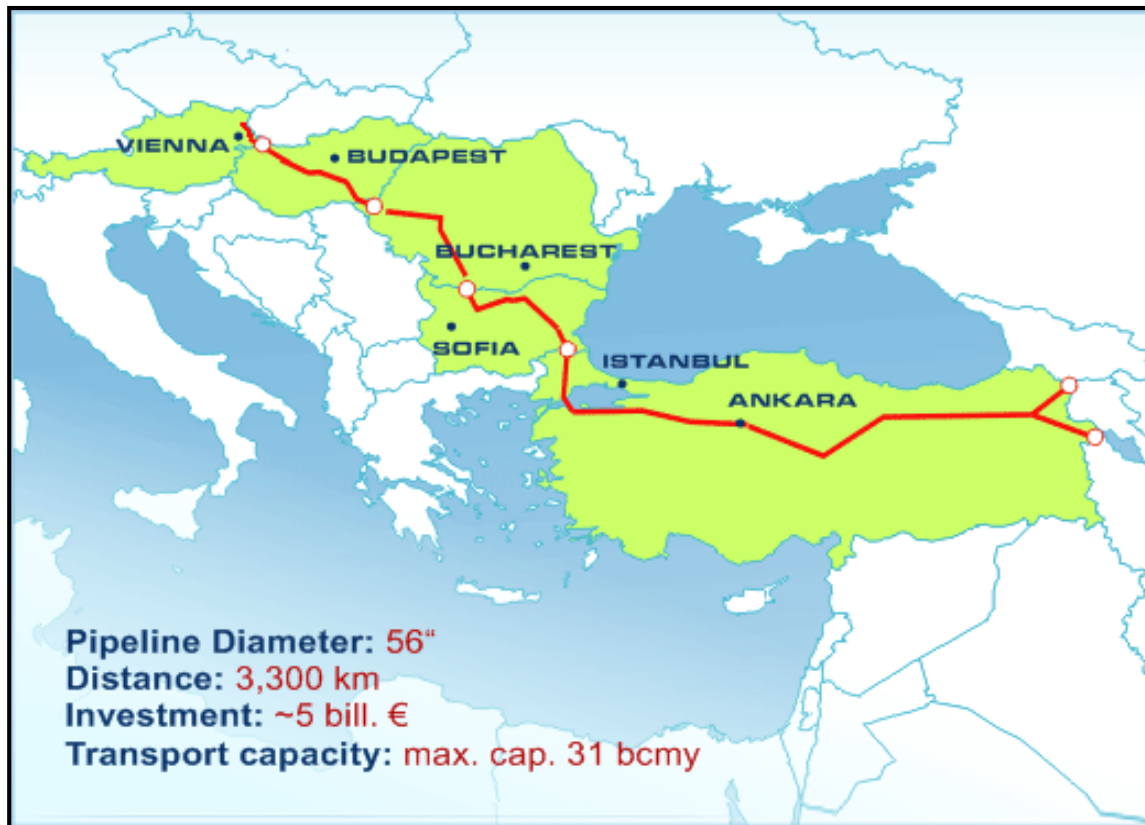 VIENNA
BUDAPEST
BUCHAREST
SOFIA
ISTANBUL
ANKARA
Pipeline Diameter: 56“
Distance: 3,300 km
Investment: ~5 bill. €
Transport capacity: max. cap. 31 bcmy